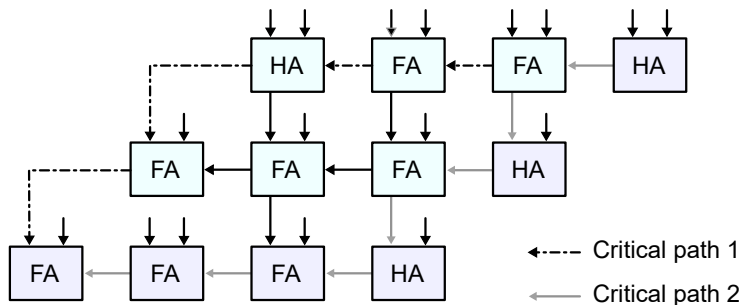 HA FA FA HA
FA FA FA HA
FA FA FA HA
Critical path 1
Critical path 2